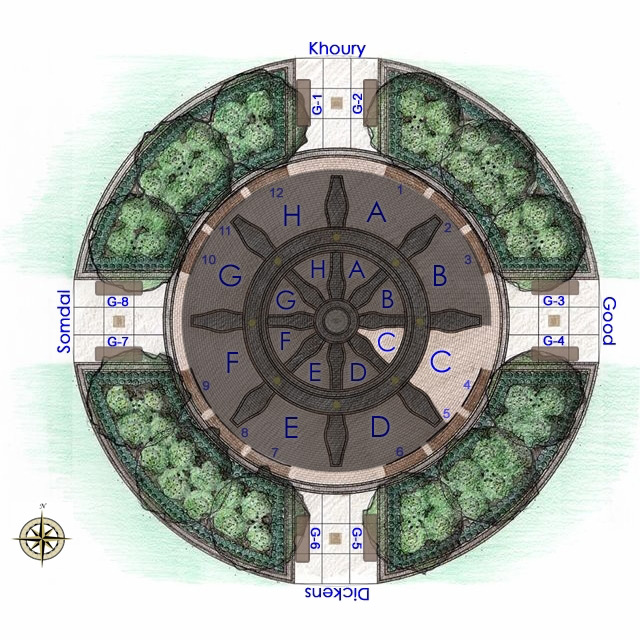 Khoury
G-1
G-2
12
1
H
A
11
2
10
3
G
B
H
A
G
B
Somdal
G-8
G-7
G-3
G-4
Good
F
C
F
C
E
D
9
4
5
E
D
8
7
6
G-6
G-5
Dickens
N